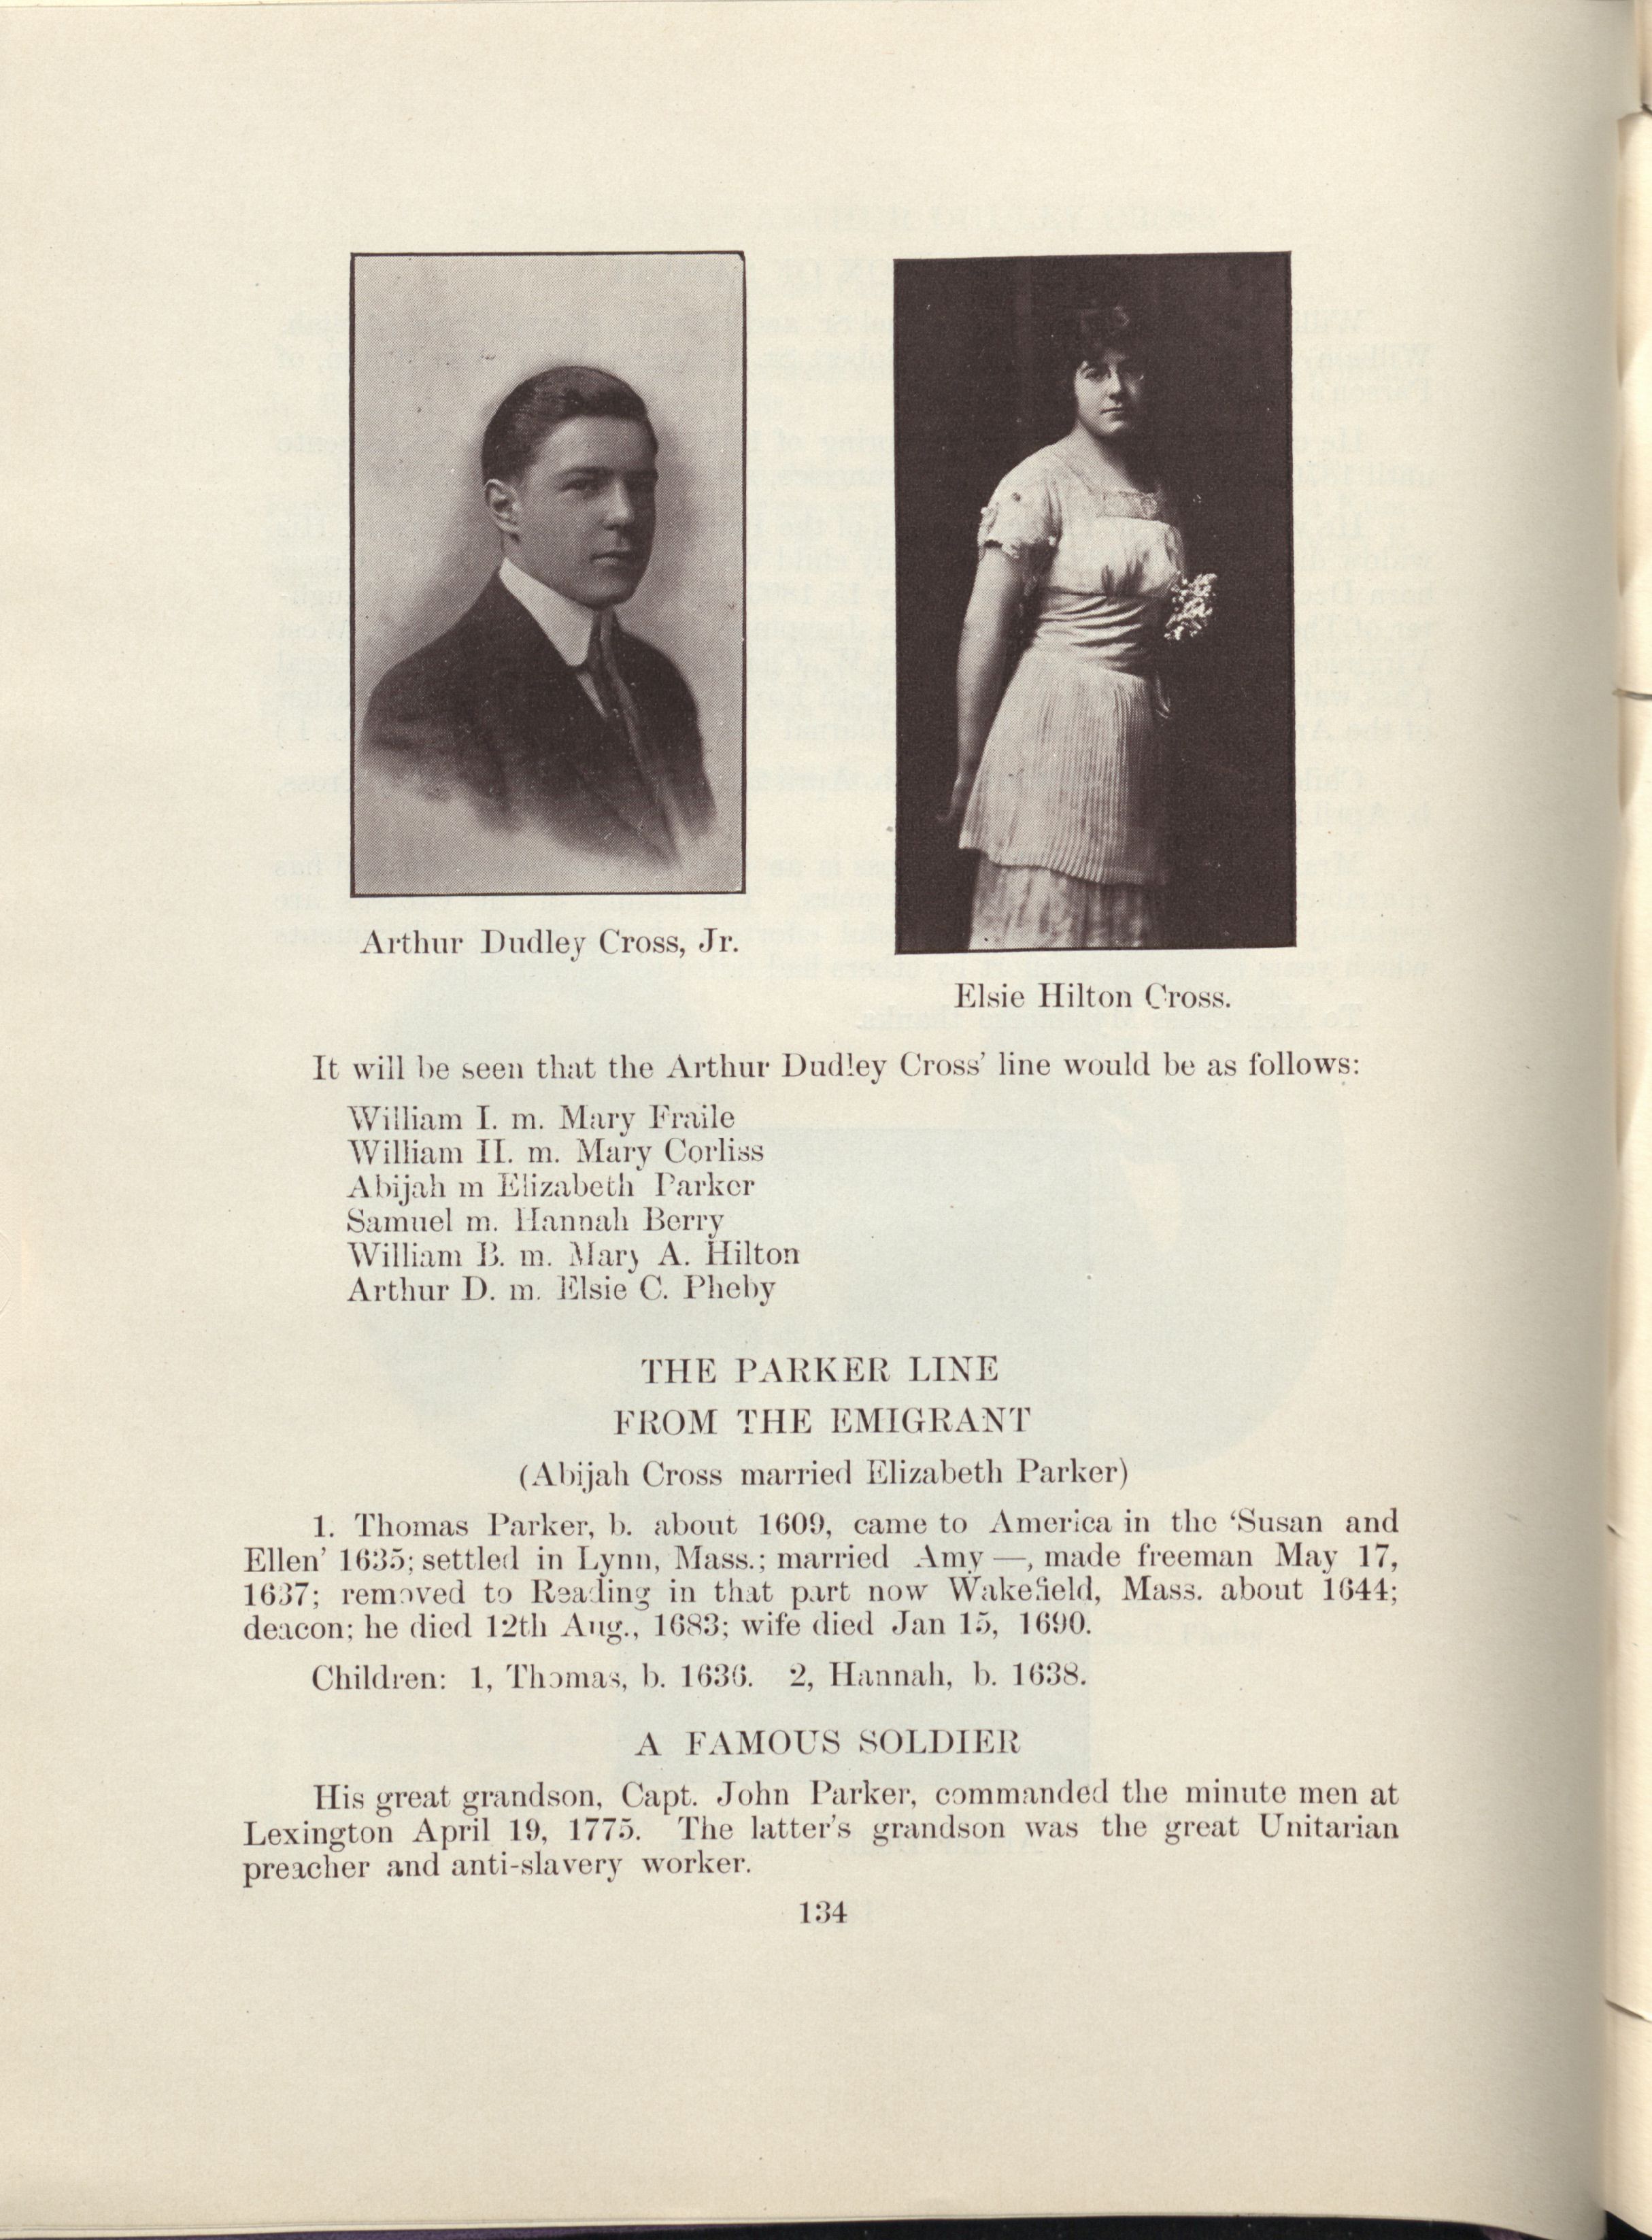 Arthur Dudley Cross, Jr.
Elsie Hilton Cross.
It will be seen that the Arthur Dudley Cross' line would be as follows:
William I. m. Mary Fraile
William II. m. Mary Corliss
Abijah m Elizabeth Parker
Samuel m. Hannah Berry
William B. m. Mary A. Hilton
Arthur D. m. Elsie C. Pheby
THE PARKER LINE
FROM THE EMIGRANT
(Abijah Cross married Elizabeth Parker)
1. Thomas Parker, b. about 1609, came to America in the 'Susan and
Ellen' 1635; settled in Lynn, Mass.; married Amy —, made freeman May 17,
1637; removed to Reading in that part now Wakefield, Mass. about 1644;
deacon; he died 12th Aug., 1683; wife died Jan 15, 1690.
Children: 1, Thomas, b. 1636. 2, Hannah, b. 1638.
A FAMOUS SOLDIER
His great grandson, Capt. John Parker, commanded the minute men at
Lexington April 19, 1775. The latter's grandson was the great Unitarian
preacher and anti-slavery worker.
134